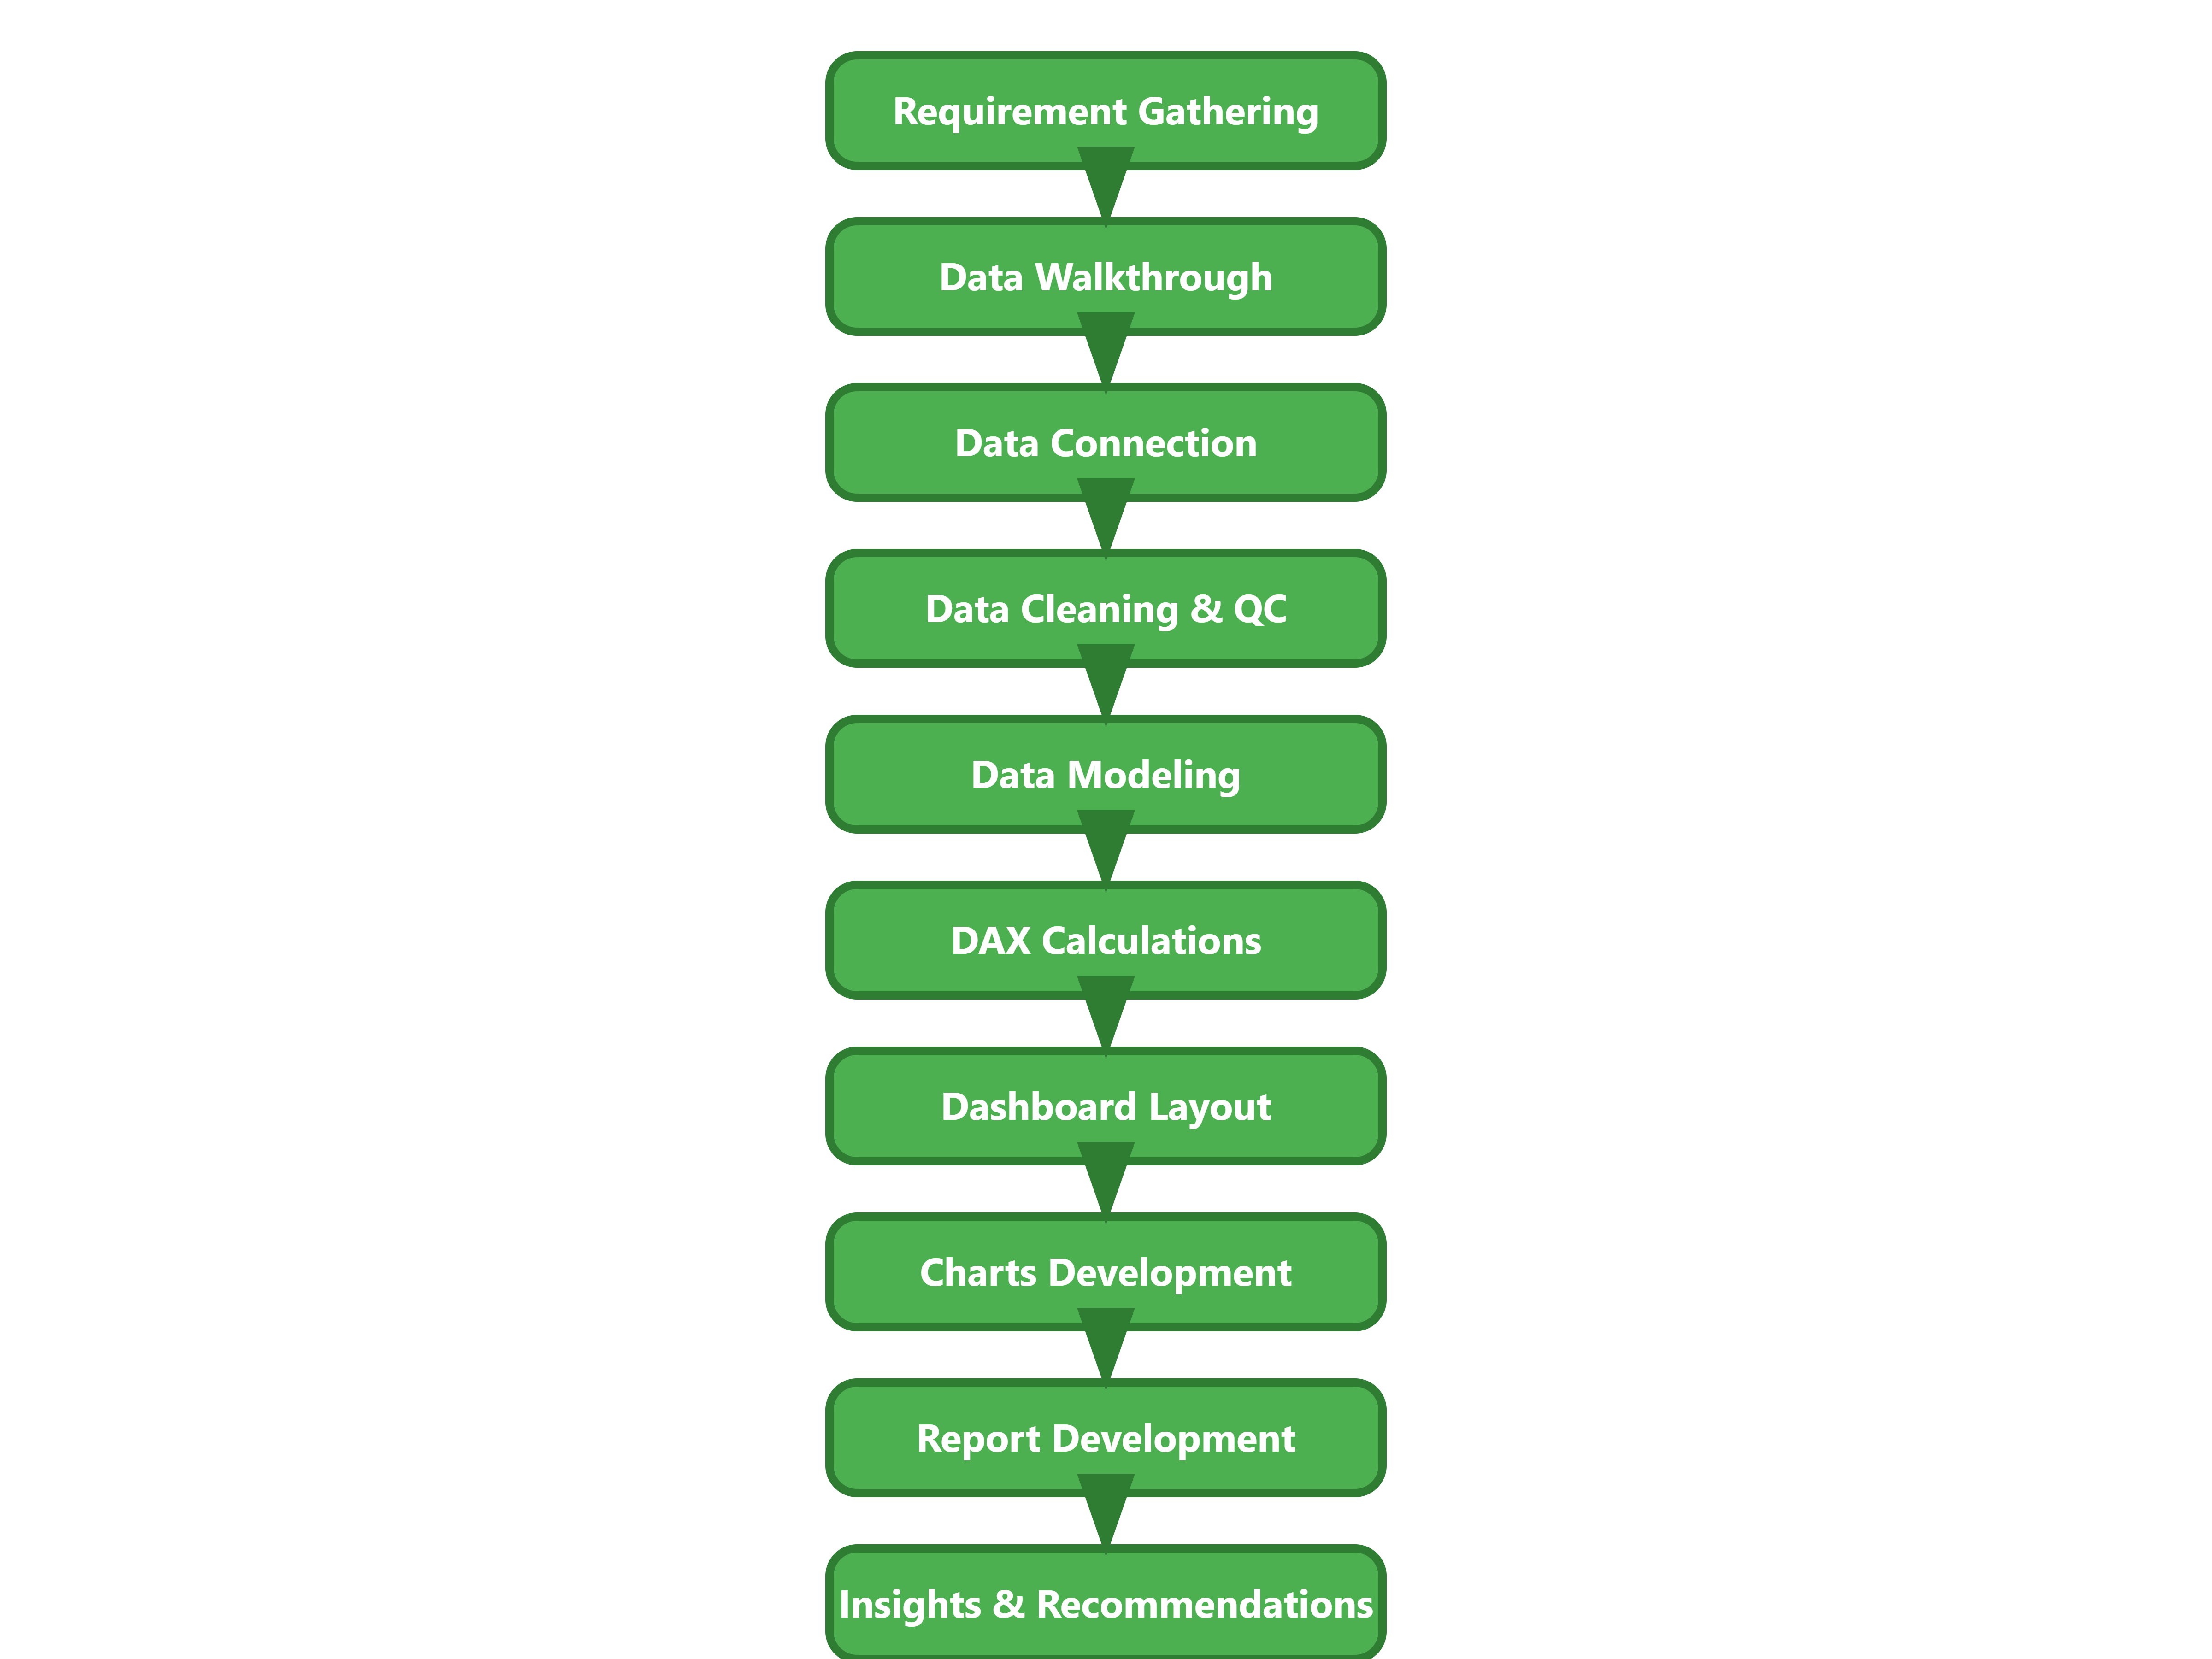 Requirement Gathering
Data Walkthrough
Data Connection
Data Cleaning & QC
Data Modeling
DAX Calculations
Dashboard Layout
Charts Development
Report Development
Insights & Recommendations